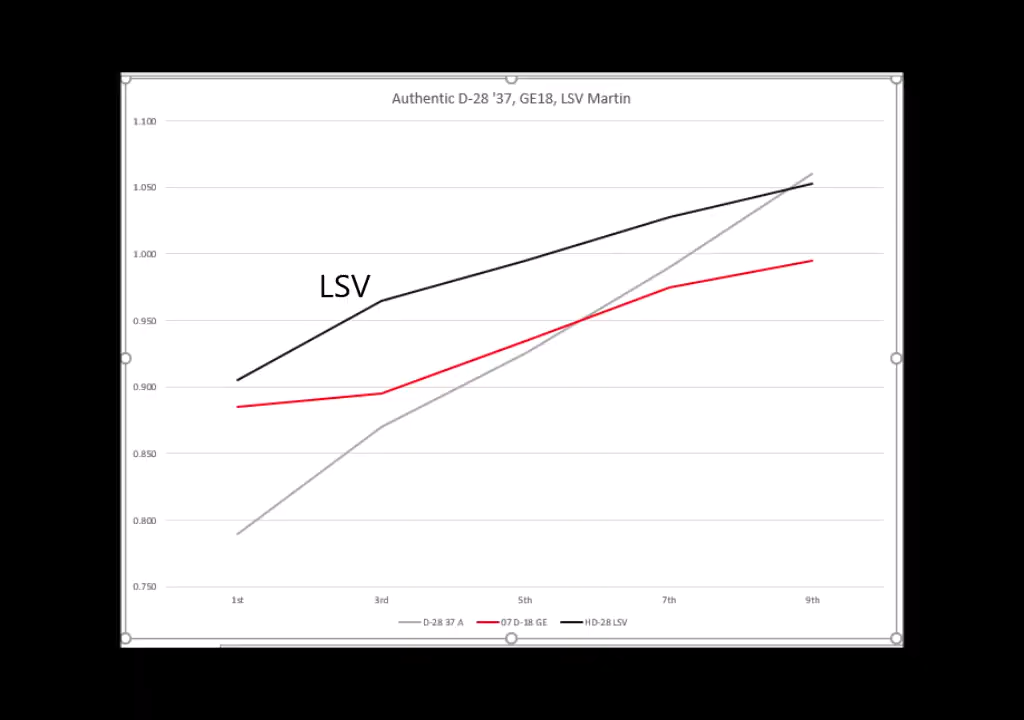 Authentic D-28 '37, GE18, LSV Martin
1.100
1.050
1.000
LSV
0.950
0.900
0.850
0.800
0.750
1st 3rd 5th 7th 9th
D-28 37 A 07 D-18 GE HD-28 LSV